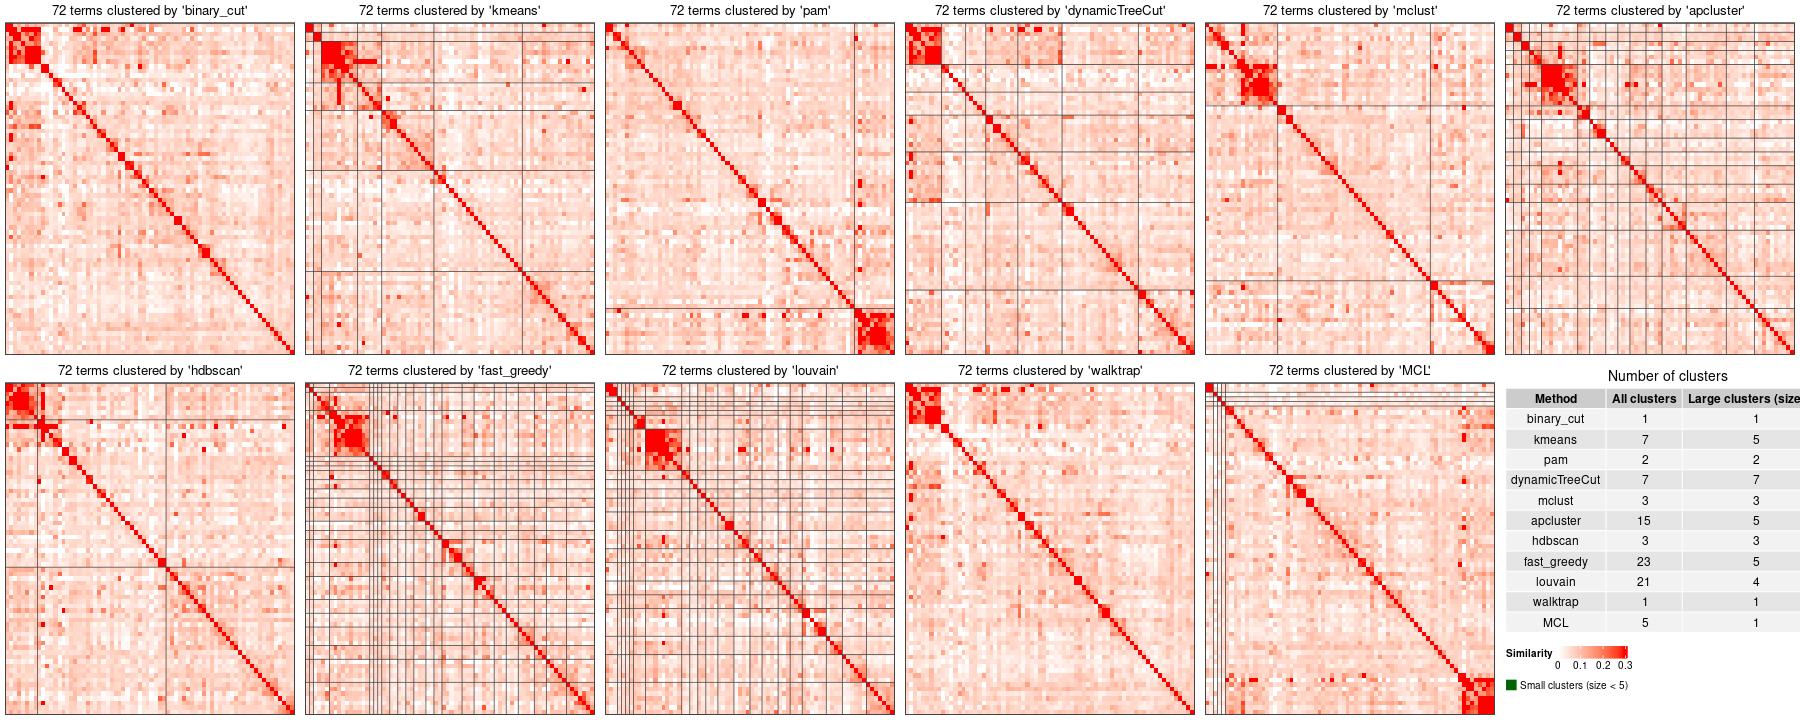 72 terms clustered by 'binary_cut'
72 terms clustered by 'kmeans'
72 terms clustered by 'pam'
72 terms clustered by 'dynamicTreeCut'
72 terms clustered by 'mclust'
72 terms clustered by 'apcluster'
72 terms clustered by 'hdbscan'
72 terms clustered by 'fast_greedy'
72 terms clustered by 'louvain'
72 terms clustered by 'walktrap'
72 terms clustered by 'MCL'
Number of clusters
Method All clusters Large clusters (size
binary_cut 1 1
kmeans 7 5
pam 2 2
dynamicTreeCut 7 7
mclust 3 3
apcluster 15 5
hdbscan 3 3
fast_greedy 23 5
louvain 21 4
walktrap 1 1
MCL 5 1
Similarity
0 0.1 0.2 0.3
Small clusters (size < 5)